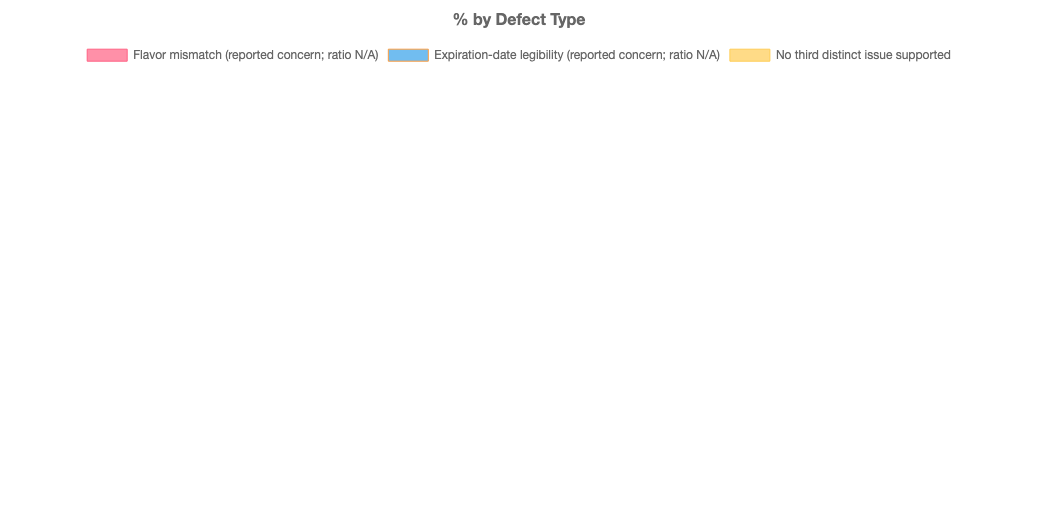 % by Defect Type
Flavor mismatch (reported concern; ratio N/A) Expiration-date legibility (reported concern; ratio N/A) No third distinct issue supported